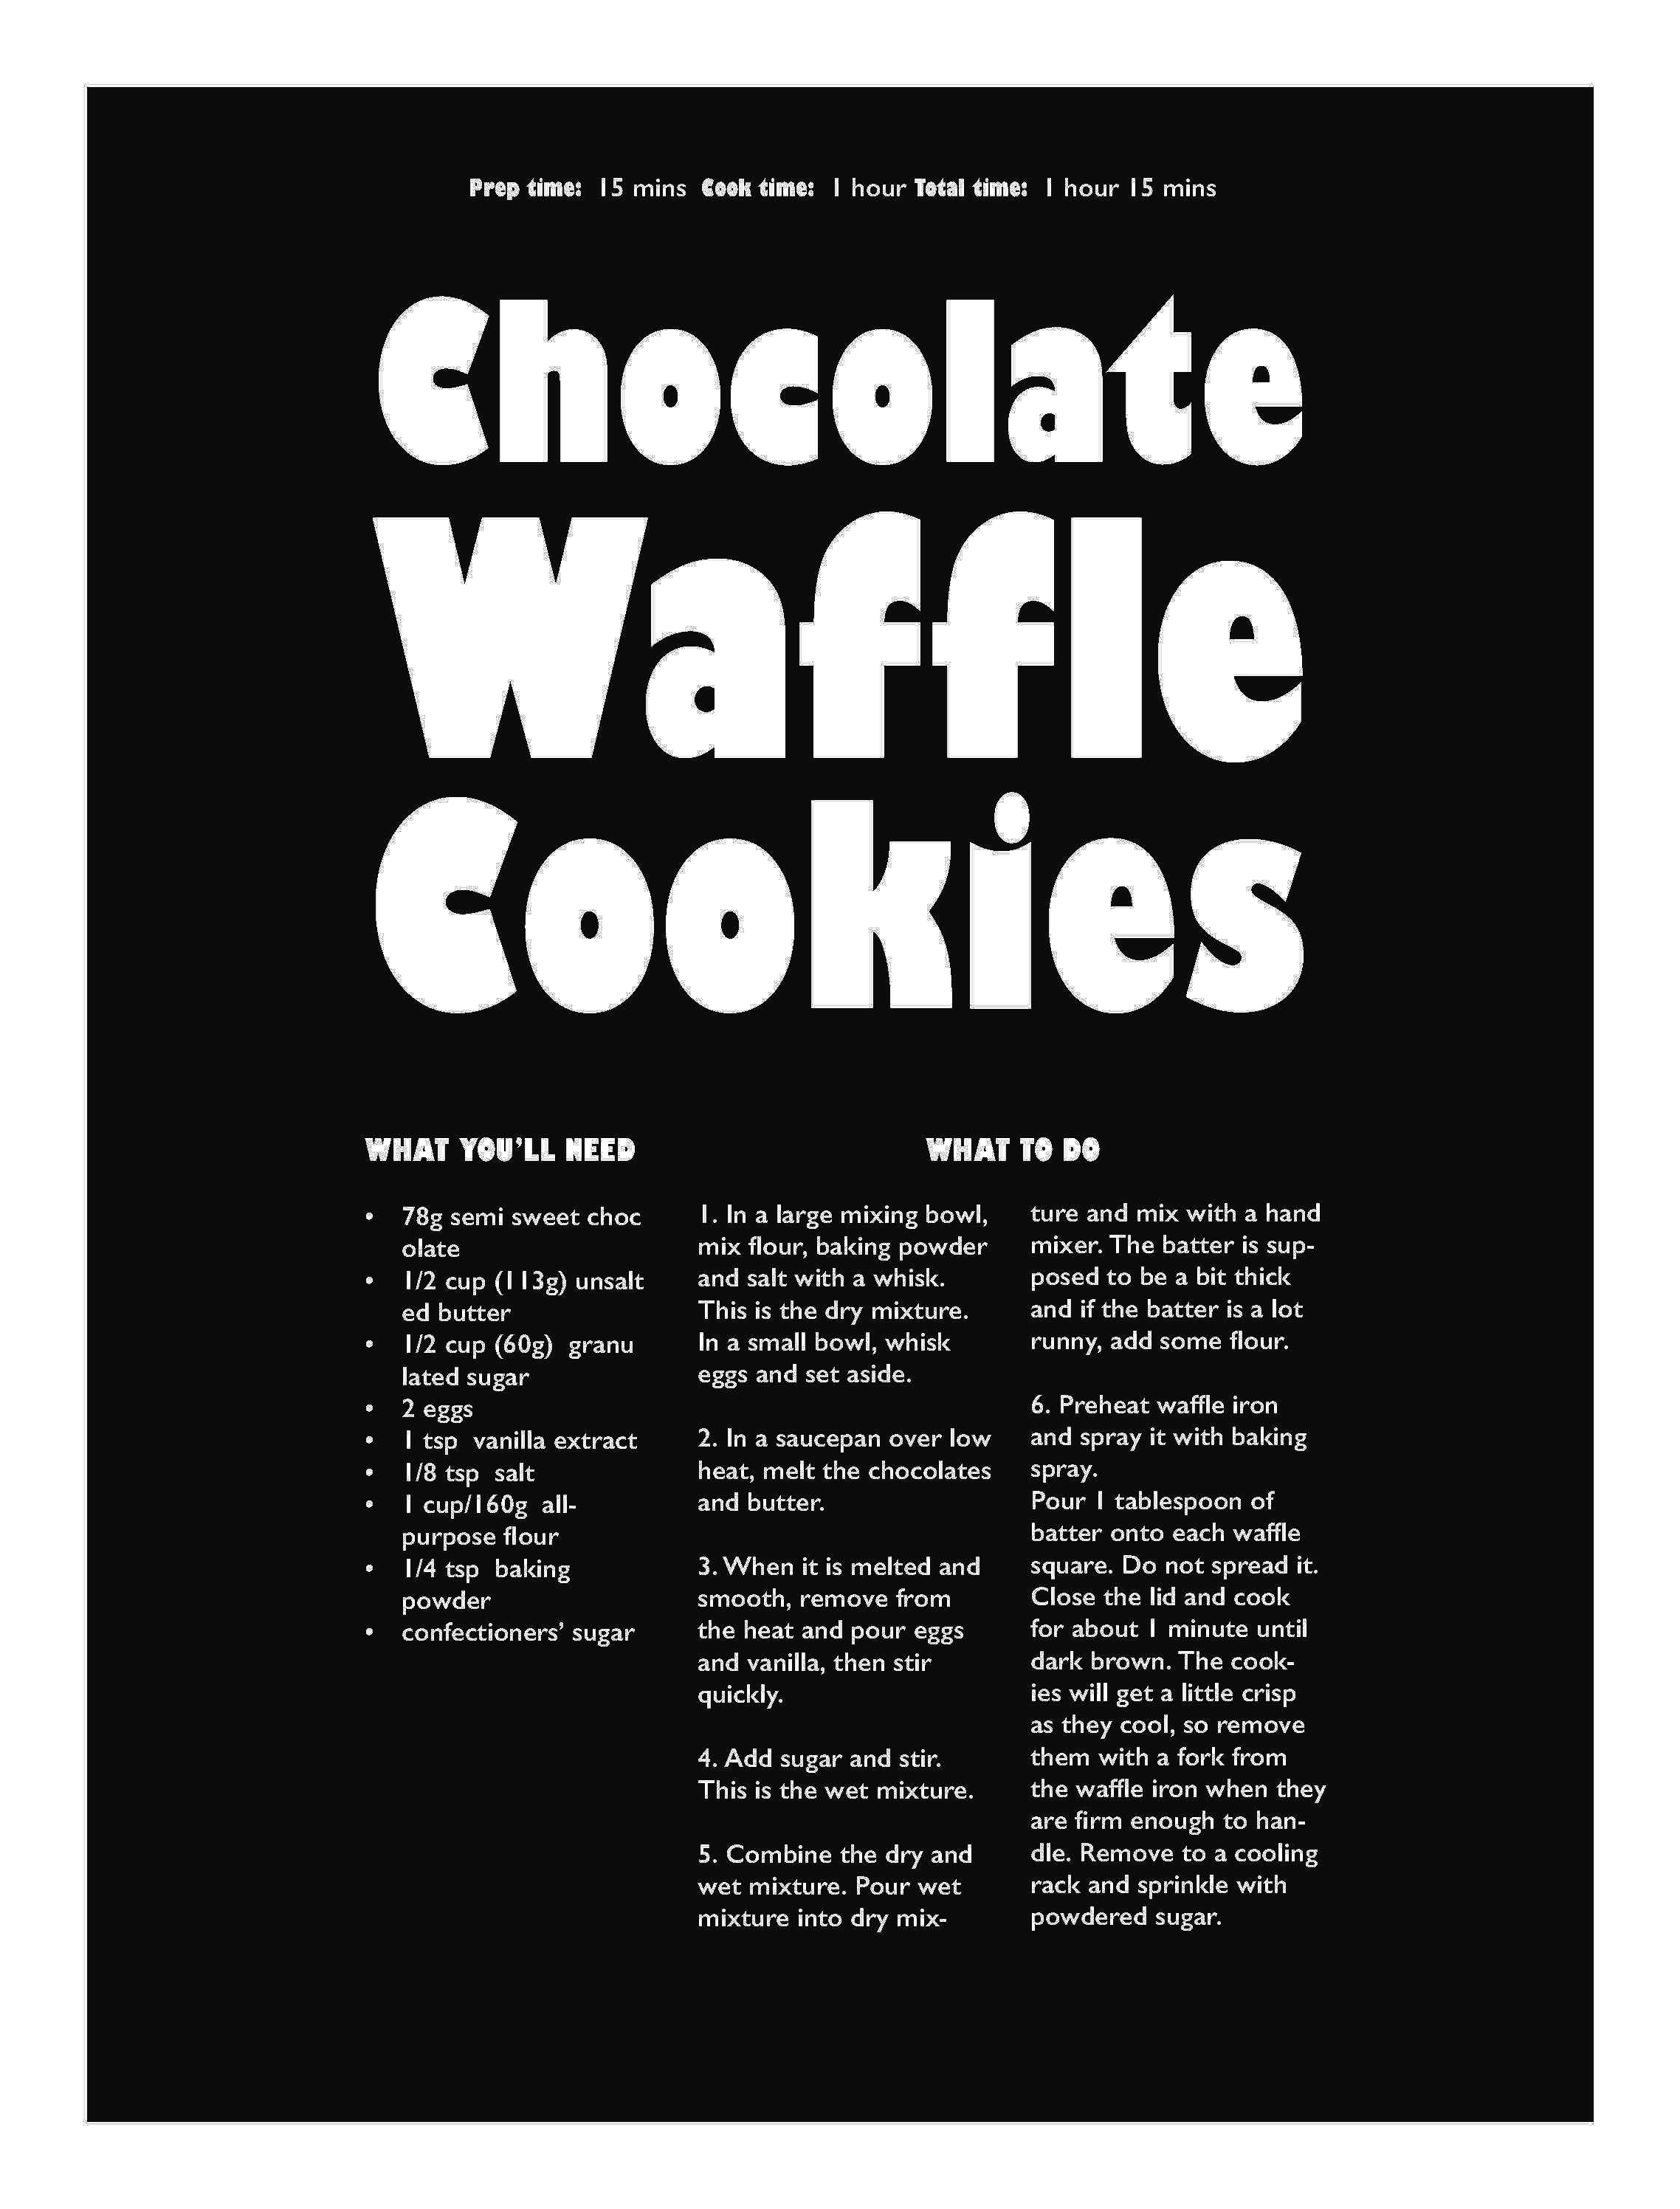 Prep time: 15 mins Cook time: 1 hour Total time: 1 hour 15 mins
Chocolate
Waffle
Cookies
WHAT YOU'LL NEED
• 78g semi sweet choc
olate
• 1/2 cup (113g) unsalt
ed butter
• 1/2 cup (60g) granu
lated sugar
• 2 eggs
• 1 tsp vanilla extract
• 1/8 tsp salt
• 1 cup/160g all-
purpose flour
• 1/4 tsp baking
powder
• confectioners' sugar
WHAT TO DO
1. In a large mixing bowl,
mix flour, baking powder
and salt with a whisk.
This is the dry mixture.
In a small bowl, whisk
eggs and set aside.
2. In a saucepan over low
heat, melt the chocolates
and butter.
3. When it is melted and
smooth, remove from
the heat and pour eggs
and vanilla, then stir
quickly.
4. Add sugar and stir.
This is the wet mixture.
5. Combine the dry and
wet mixture. Pour wet
mixture into dry mix-
ture and mix with a hand
mixer. The batter is sup-
posed to be a bit thick
and if the batter is a lot
runny, add some flour.
6. Preheat waffle iron
and spray it with baking
spray.
Pour 1 tablespoon of
batter onto each waffle
square. Do not spread it.
Close the lid and cook
for about 1 minute until
dark brown. The cook-
ies will get a little crisp
as they cool, so remove
them with a fork from
the waffle iron when they
are firm enough to han-
dle. Remove to a cooling
rack and sprinkle with
powdered sugar.